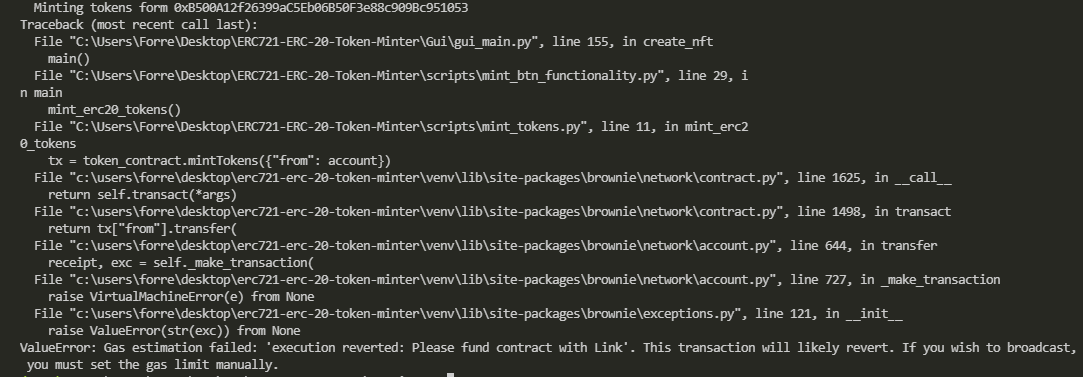 Minting tokens form 0xB500A12f26399aC5Eb06B50F3e88c909Bc951053
Traceback (most recent call last):
File "C:\Users\Forre\Desktop\ERC721-ERC-20-Token-Minter\Gui\gui_main.py", line 155, in create_nft
main()
File "C:\Users\Forre\Desktop\ERC721-ERC-20-Token-Minter\scripts\mint_btn_functionality.py", line 29, i
n main
mint_erc20_tokens()
File "C:\Users\Forre\Desktop\ERC721-ERC-20-Token-Minter\scripts\mint_tokens.py", line 11, in mint_erc2
0_tokens
tx = token_contract.mintTokens({"from": account})
File "c:\users\forre\desktop\erc721-erc-20-token-minter\venv\lib\site-packages\brownie\network\contract.py", line 1625, in __call__
return self.transact(*args)
File "c:\users\forre\desktop\erc721-erc-20-token-minter\venv\lib\site-packages\brownie\network\contract.py", line 1498, in transact
return tx["from"].transfer(
File "c:\users\forre\desktop\erc721-erc-20-token-minter\venv\lib\site-packages\brownie\network\account.py", line 644, in transfer
receipt, exc = self._make_transaction(
File "c:\users\forre\desktop\erc721-erc-20-token-minter\venv\lib\site-packages\brownie\network\account.py", line 727, in _make_transaction
raise VirtualMachineError(e) from None
File "c:\users\forre\desktop\erc721-erc-20-token-minter\venv\lib\site-packages\brownie\exceptions.py", line 121, in __init__
raise ValueError(str(exc)) from None
ValueError: Gas estimation failed: 'execution reverted: Please fund contract with Link'. This transaction will likely revert. If you wish to broadcast,
you must set the gas limit manually.